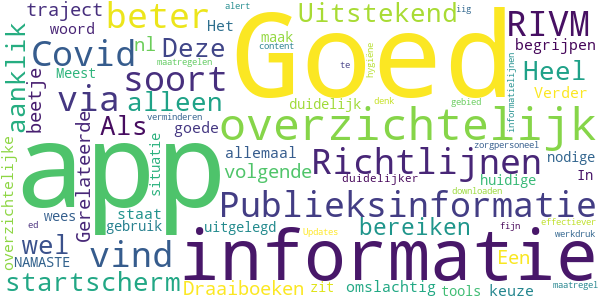 alert
iig
traject
beter
Goed
Uitstekend
RIVM
woord
Het
content
maak
aanklik
Covid
nl
Deze
te
hygiëne
begrijpen
maatregelen
beetje
Meest
soort
denk
gebied
informatielijnen
Heel
via
alleen
duidelijk
Verder
Als
verminderen
goede
overzichtelijk
app
Gerelateerde
situatie
allemaal
Richtlijnen
zorgpersoneel
nodige
overzichtelijke
volgende
duidelijker
huidige
In
wees
staat
Publieksinformatie
downloaden
ed
gebruik
uitgelegd
bereiken
fijn
effectiever
NAMASTE
wel
vind
informatie
Updates
werkdruk
Een
startscherm
Draaiboeken
zit
omslachtig
tools
keuze
maatregel